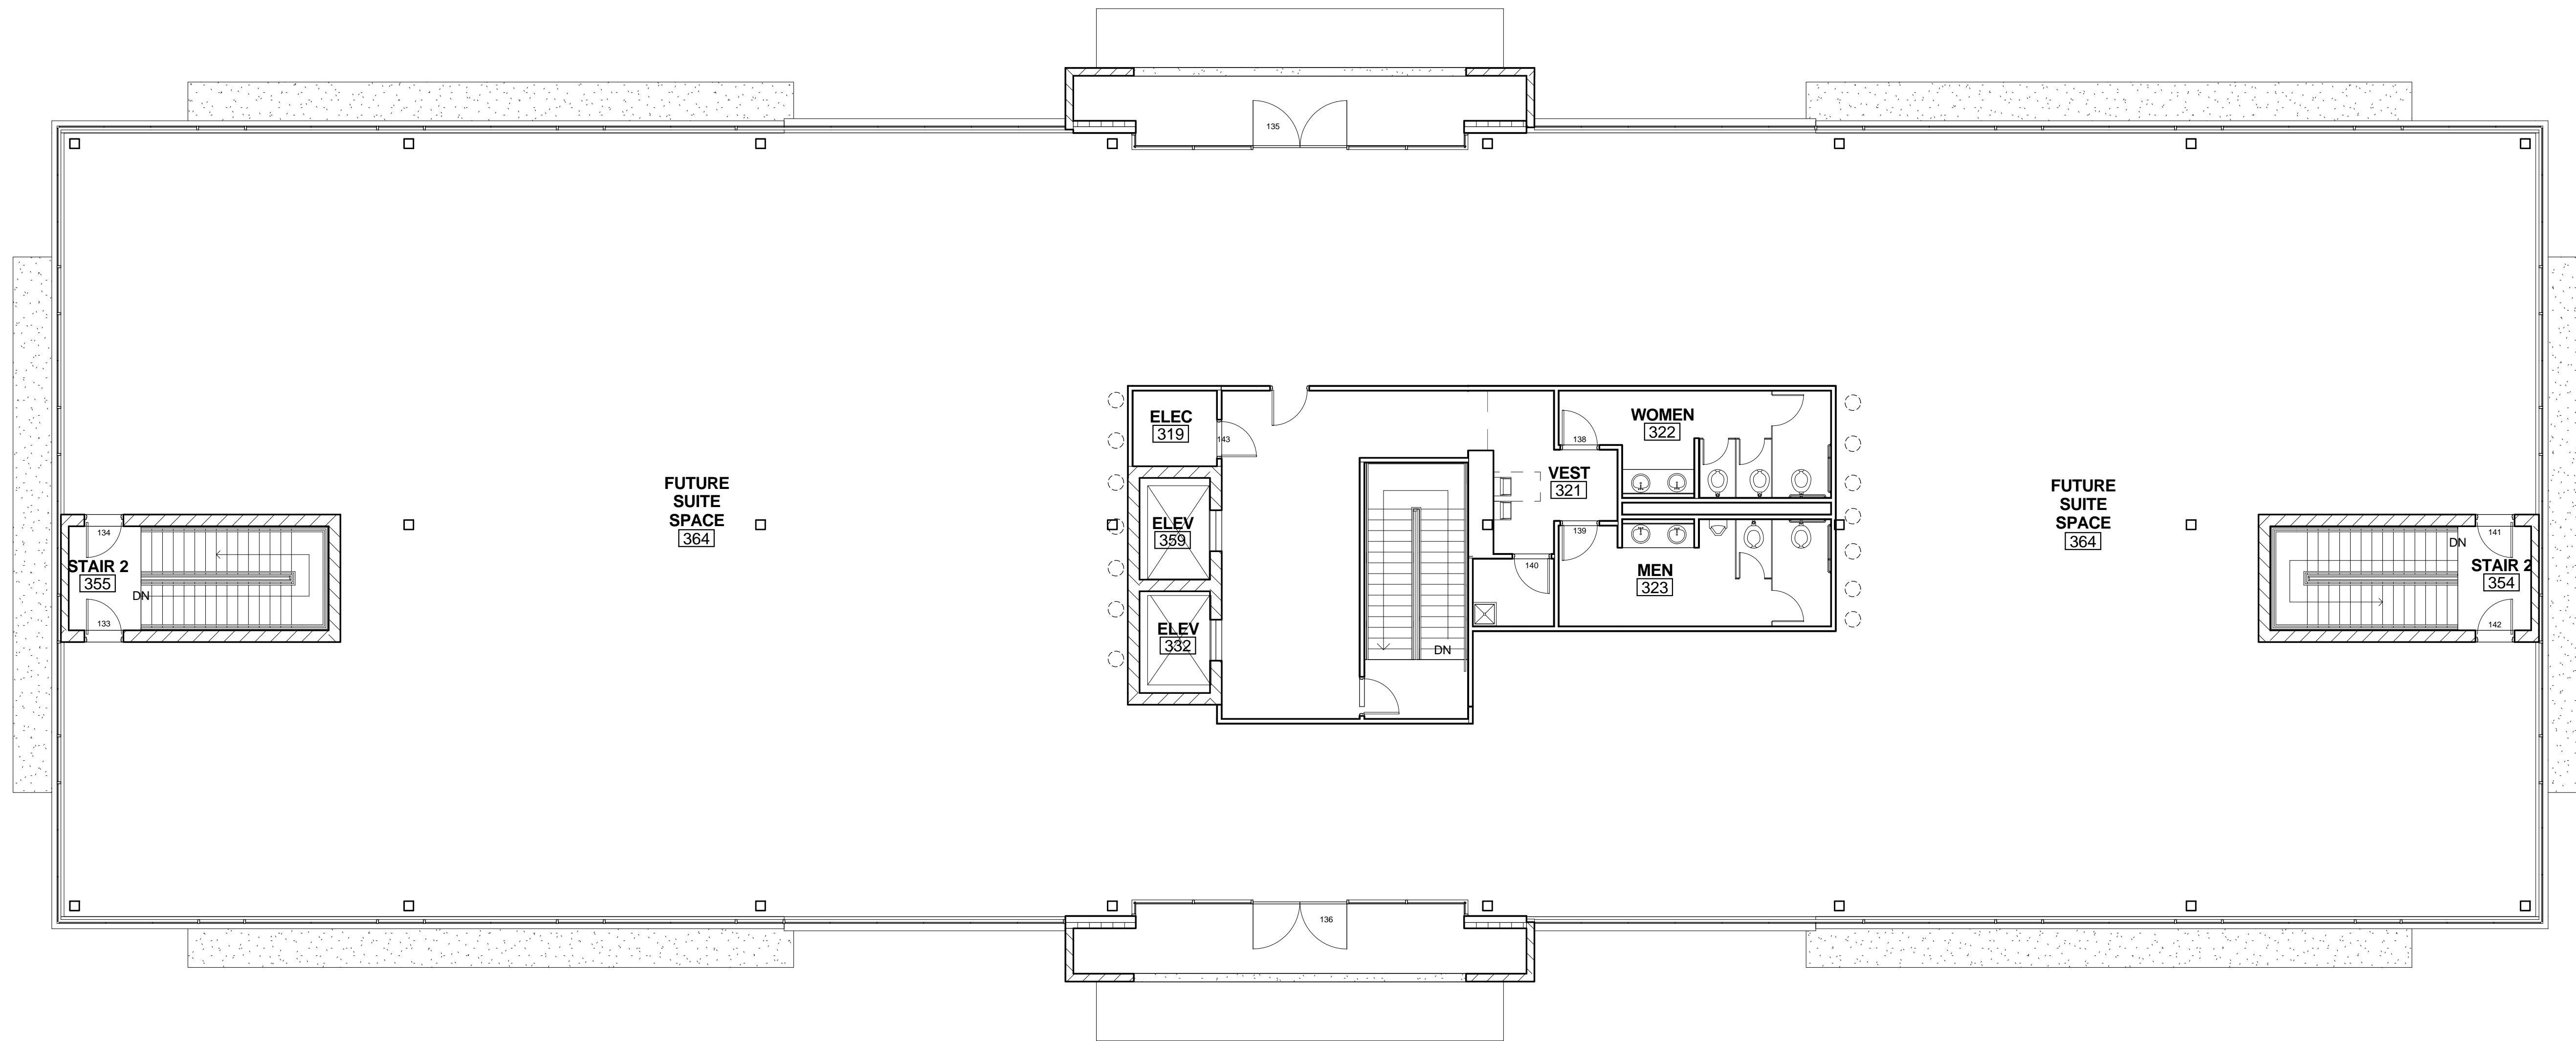 135
ELEC
319
143
WOMEN
322
138
VEST
321
FUTURE
SUITE
SPACE
364
FUTURE
SUITE
SPACE
364
ELEV
359
134
STAIR 2
355
DN
133
139
140
MEN
323
141
DN
STAIR 2
354
142
ELEV
332
DN
136